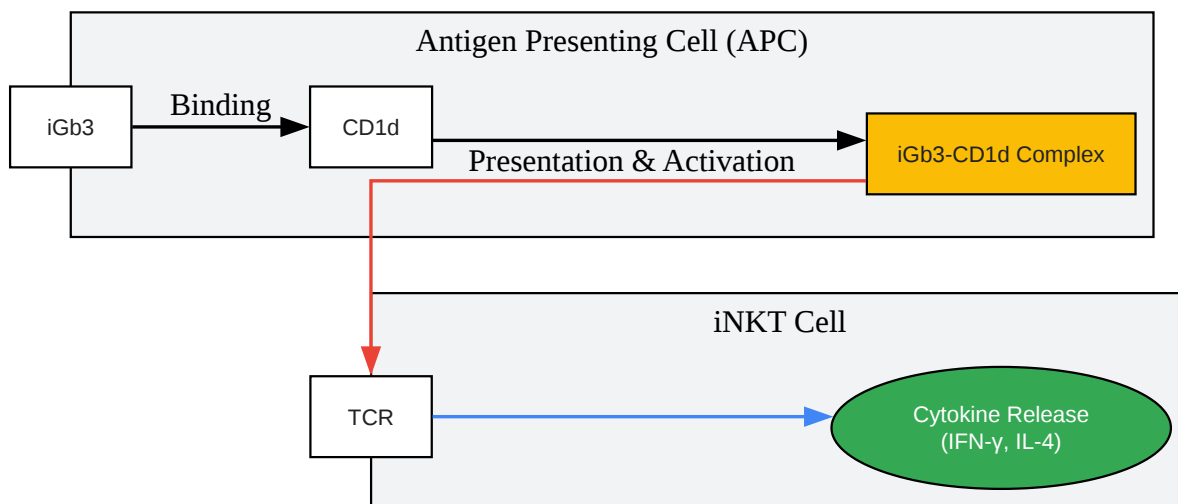 Antigen Presenting Cell (APC)
iGb3
Binding
CD1d
Presentation & Activation
iGb3-CD1d Complex
iNKT Cell
TCR
Cytokine Release
(IFN-γ, IL-4)